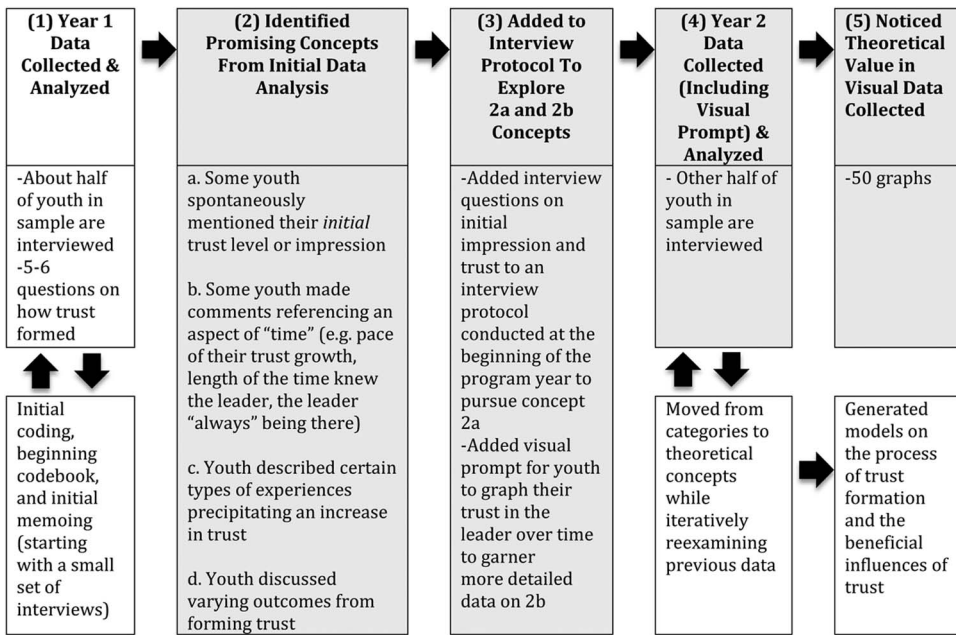 (1) Year 1
Data
Collected &
Analyzed
(2) Identified
Promising Concepts
From Initial Data
Analysis
(3) Added to
Interview
Protocol To
Explore
2a and 2b
Concepts
(4) Year 2
Data
Collected
(Including
Visual
Prompt) &
Analyzed
(5) Noticed
Theoretical
Value in
Visual Data
Collected
-About half
of youth in
sample are
interviewed
-5-6
questions on
how trust
formed
Initial
coding,
beginning
codebook,
and initial
memoing
(starting
with a small
set of
interviews)
a. Some youth
spontaneously
mentioned their initial
trust level or impression
b. Some youth made
comments referencing an
aspect of “time” (e.g. pace
of their trust growth,
length of the time knew
the leader, the leader
“always” being there)
c. Youth described certain
types of experiences
precipitating an increase
in trust
d. Youth discussed
varying outcomes from
forming trust
-Added interview
questions on
initial
impression and
trust to an
interview
protocol
conducted at the
beginning of the
program year to
pursue concept
2a
-Added visual
prompt for youth
to graph their
trust in the
leader over time
to garner
more detailed
data on 2b
- Other half of
youth in
sample are
interviewed
Moved from
categories to
theoretical
concepts
while
iteratively
reexamining
previous data
-50 graphs
Generated
models on
the process
of trust
formation
and the
beneficial
influences of
trust